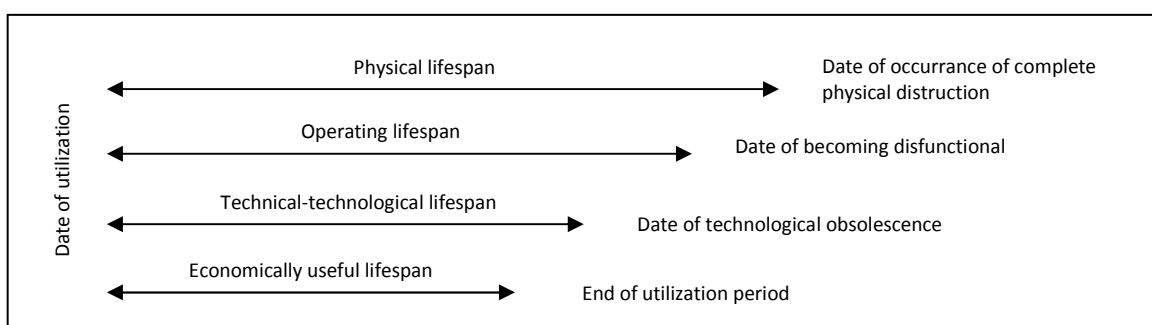 Date of utilization
Physical lifespan
Date of occurrance of complete
physical distruction
Operating lifespan
Date of becoming disfunctional
Technical-technological lifespan
Date of technological obsolescence
Economically useful lifespan
End of utilization period